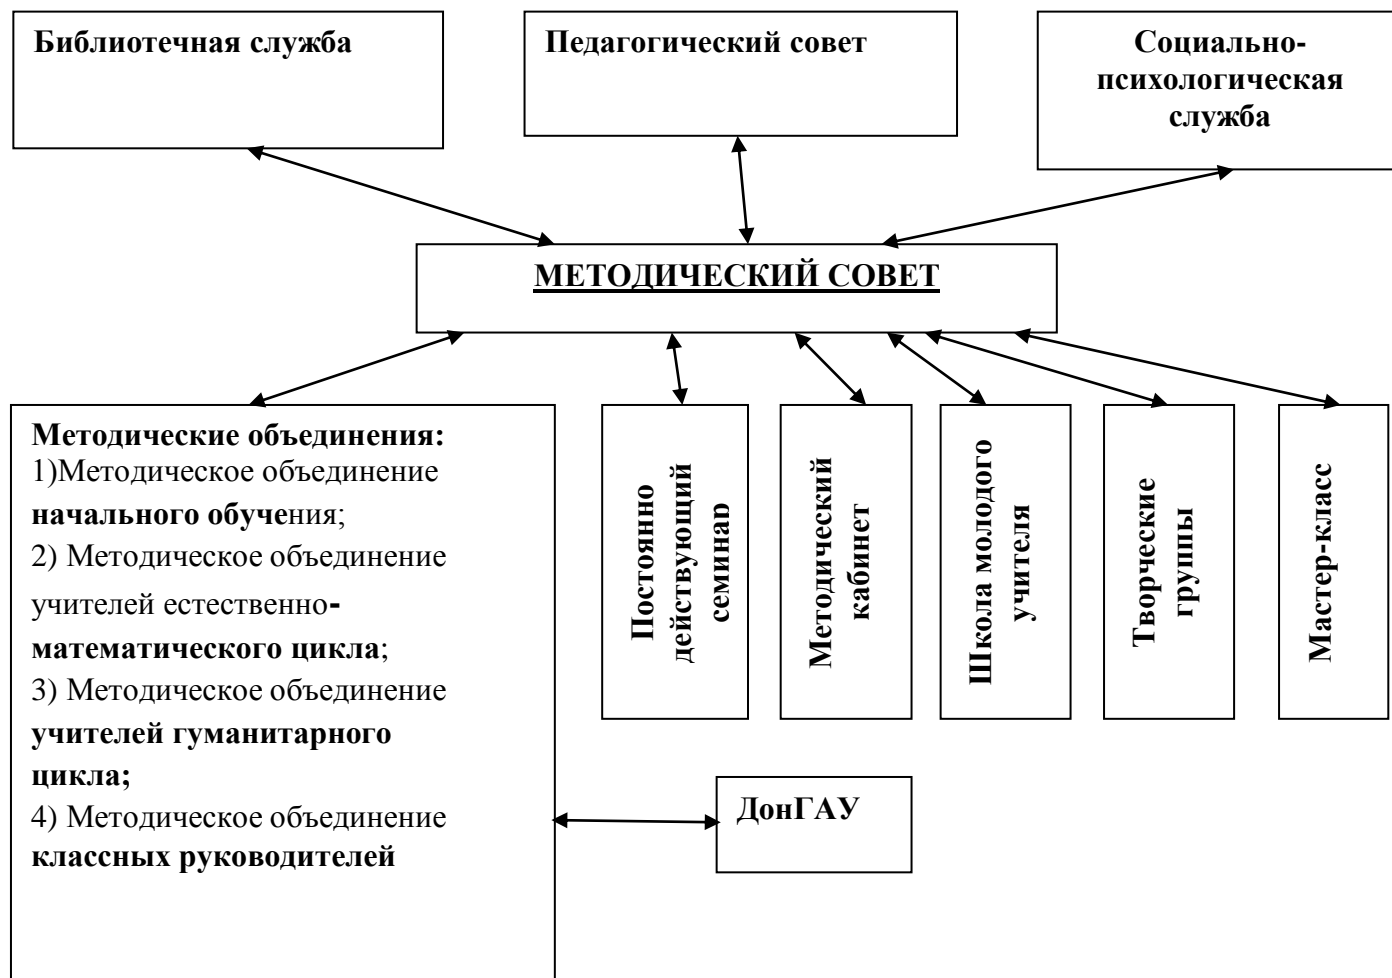 Библиотечная служба
Педагогический совет
Социально-
психологическая
служба
МЕТОДИЧЕСКИЙ СОВЕТ
Методические объединения:
1)Методическое объединение
начального обучения;
2) Методическое объединение
учителей естественно-
математического цикла;
3) Методическое объединение
учителей гуманитарного
цикла;
4) Методическое объединение
классных руководителей
Постоянно
действующий
семинар
Методический
кабинет
Школа молодого
учителя
Творческие
группы
Мастер-класс
ДонГАУ